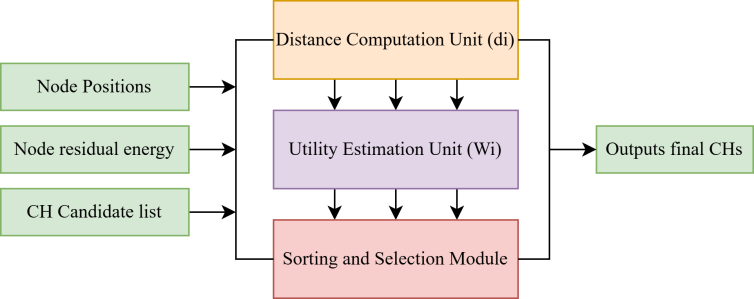 Distance Computation Unit (di)
Node Positions
Node residual energy
Utility Estimation Unit (Wi)
Outputs final CHs
CH Candidate list
Sorting and Selection Module